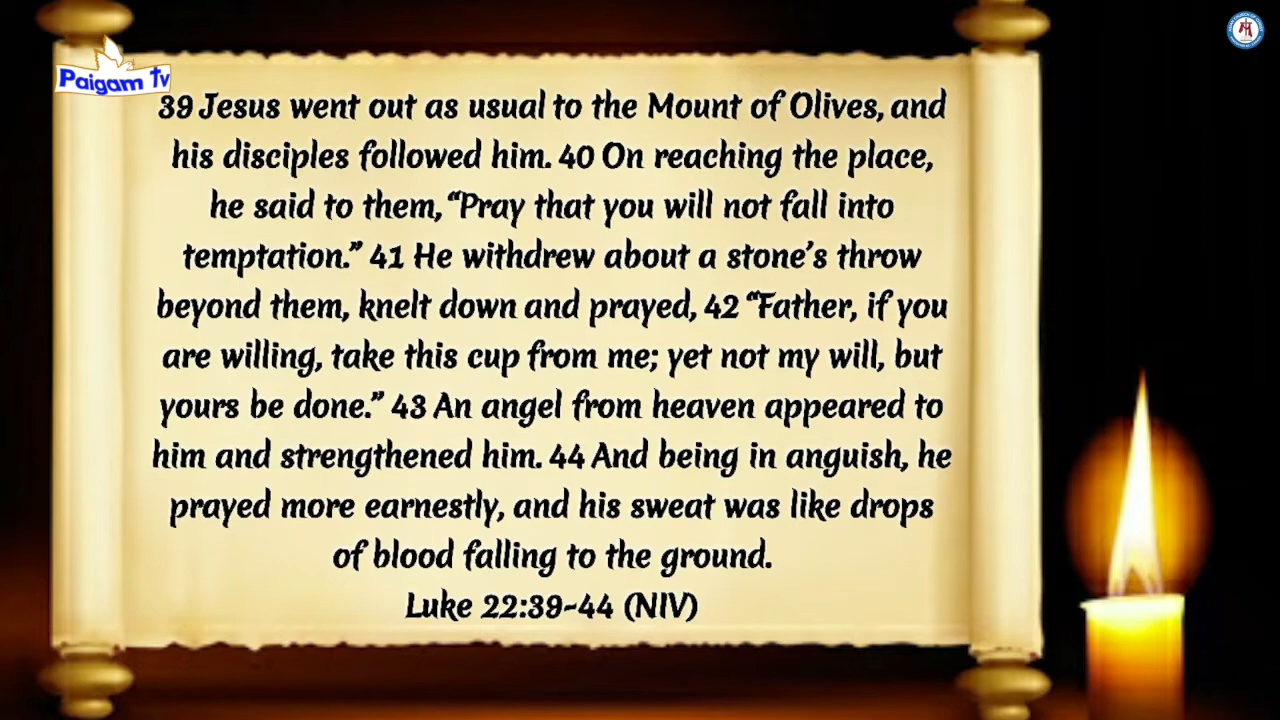 Paigam Tv
39 Jesus went out as usual to the Mount of Olives, and
his disciples followed him. 40 On reaching the place,
he said to them, “Pray that you will not fall into
temptation.” 41 He withdrew about a stone’s throw
beyond them, knelt down and prayed, 42 “Father, if you
are willing, take this cup from me; yet not my will, but
yours be done.” 43 An angel from heaven appeared to
him and strengthened him. 44 And being in anguish, he
prayed more earnestly, and his sweat was like drops
of blood falling to the ground.
Luke 22:39-44 (NIV)